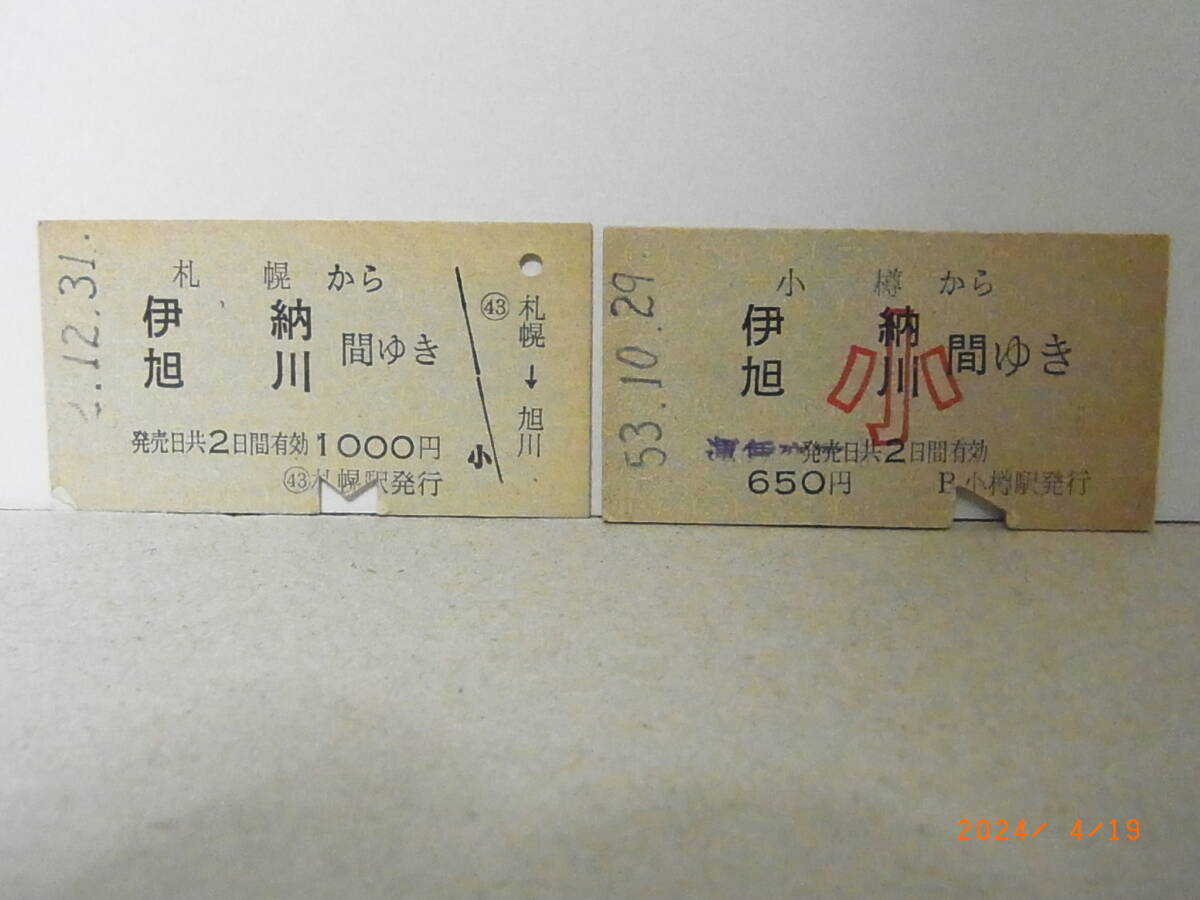 .12.31.
札 幌 から
伊 納
旭 川
間ゆき
発売日共2日間有効 1000円
㊸札幌駅発行
小
㊸ 札幌→旭川
53.10.29
小 樽 から
伊 納
旭 川
間ゆき
小
発売日共2日間有効
650円 P 小樽駅発行
2024/ 4/19